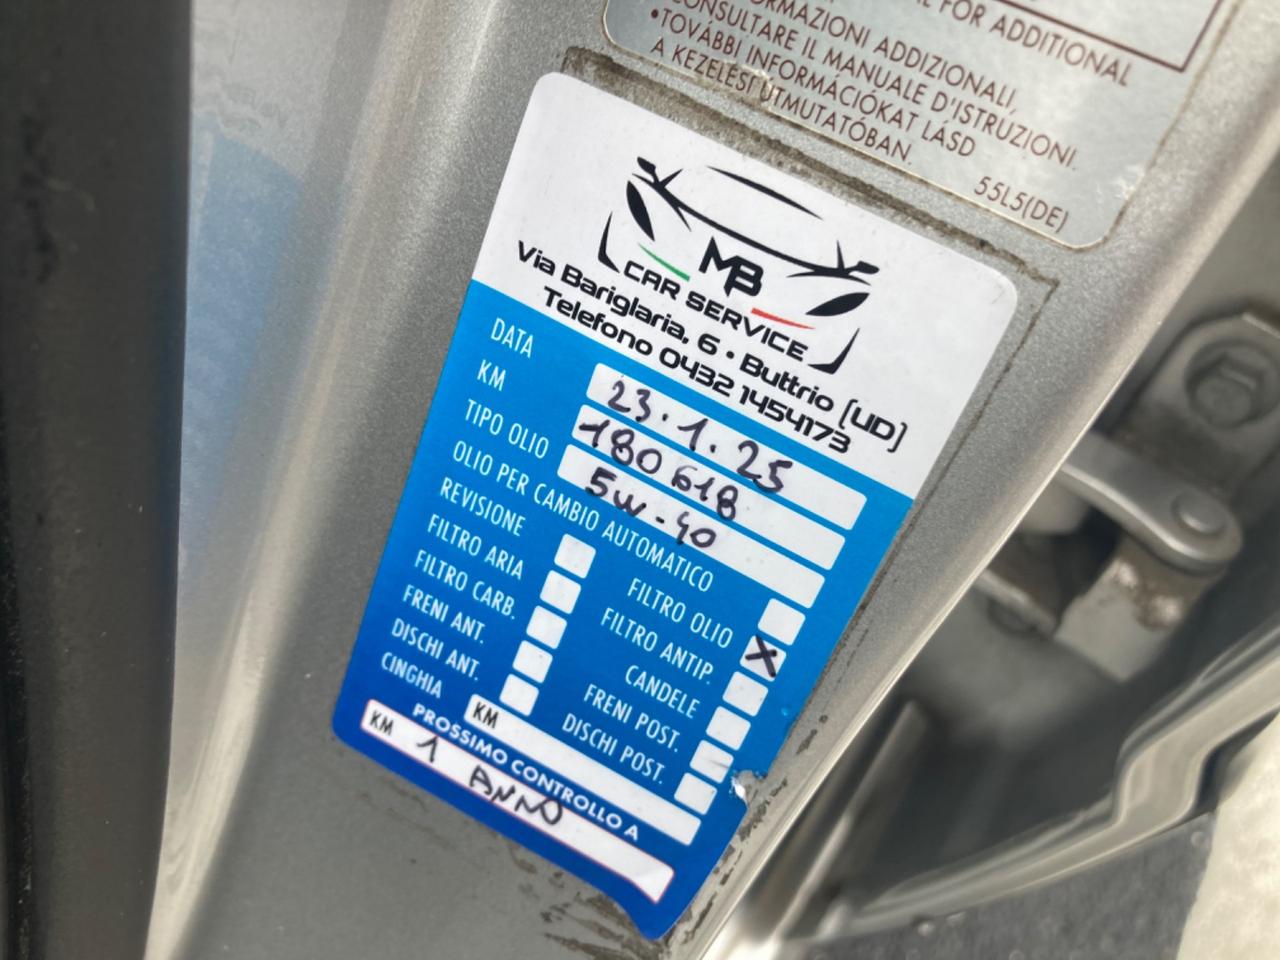 L FOR ADDITIONAL
RMAZIONI ADDIZIONALI,
CONSULTARE IL MANUALE D'ISTRUZIONI.
•TOVÁBBI INFORMÁCIÓKAT LÁSD
A KEZELÉSI ÚTMUTATÓBAN.
55L5(DE)
MB
CAR SERVICE
Via Bariglaria, 6 • Buttrio (UD)
Telefono 0432 1454173
DATA 23.1.25
KM 180618
TIPO OLIO 5W-40
OLIO PER CAMBIO AUTOMATICO
REVISIONE FILTRO OLIO X
FILTRO ARIA FILTRO ANTIP.
FILTRO CARB. CANDELE
FRENI ANT. FRENI POST.
DISCHI ANT. DISCHI POST.
CINGHIA KM
PROSSIMO CONTROLLO A
KM 1 ANNO